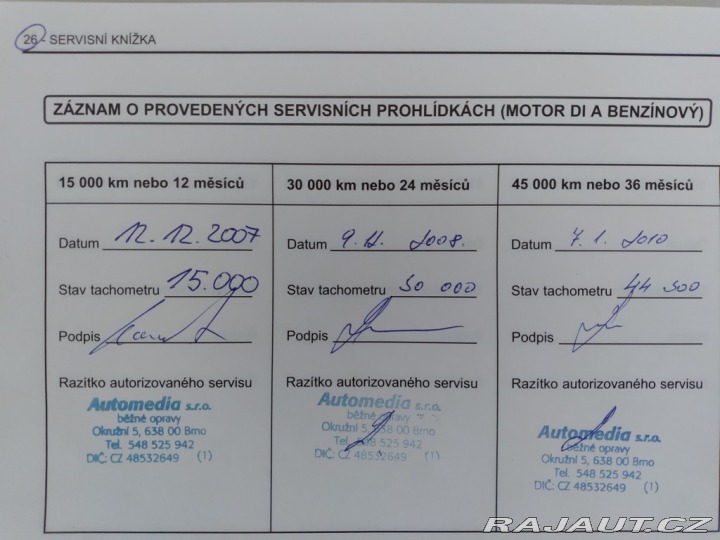 26 - SERVISNÍ KNÍŽKA
ZÁZNAM O PROVEDENÝCH SERVISNÍCH PROHLÍDKÁCH (MOTOR DI A BENZÍNOVÝ)
15 000 km nebo 12 měsíců
Datum 12. 12. 2007
Stav tachometru 15.000
Podpis
Razítko autorizovaného servisu
Automedia s.r.o.
běžné opravy
Okružní 5, 638 00 Brno
Tel. 548 525 942
DIČ: CZ 48532649 (1)
30 000 km nebo 24 měsíců
Datum 9. 2008.
Stav tachometru 30 000
Podpis
Razítko autorizovaného servisu
Automedia s.r.o.
běžné opravy
Okružní 5, 638 00 Brno
Tel. 548 525 942
DIČ: CZ 48532649 (1)
45 000 km nebo 36 měsíců
Datum 7. 1. 2010
Stav tachometru 44 300
Podpis
Razítko autorizovaného servisu
Automedia s.r.o.
běžné opravy
Okružní 5, 638 00 Brno
Tel. 548 525 942
DIČ: CZ 48532649 (1)
RAJAUT.CZ